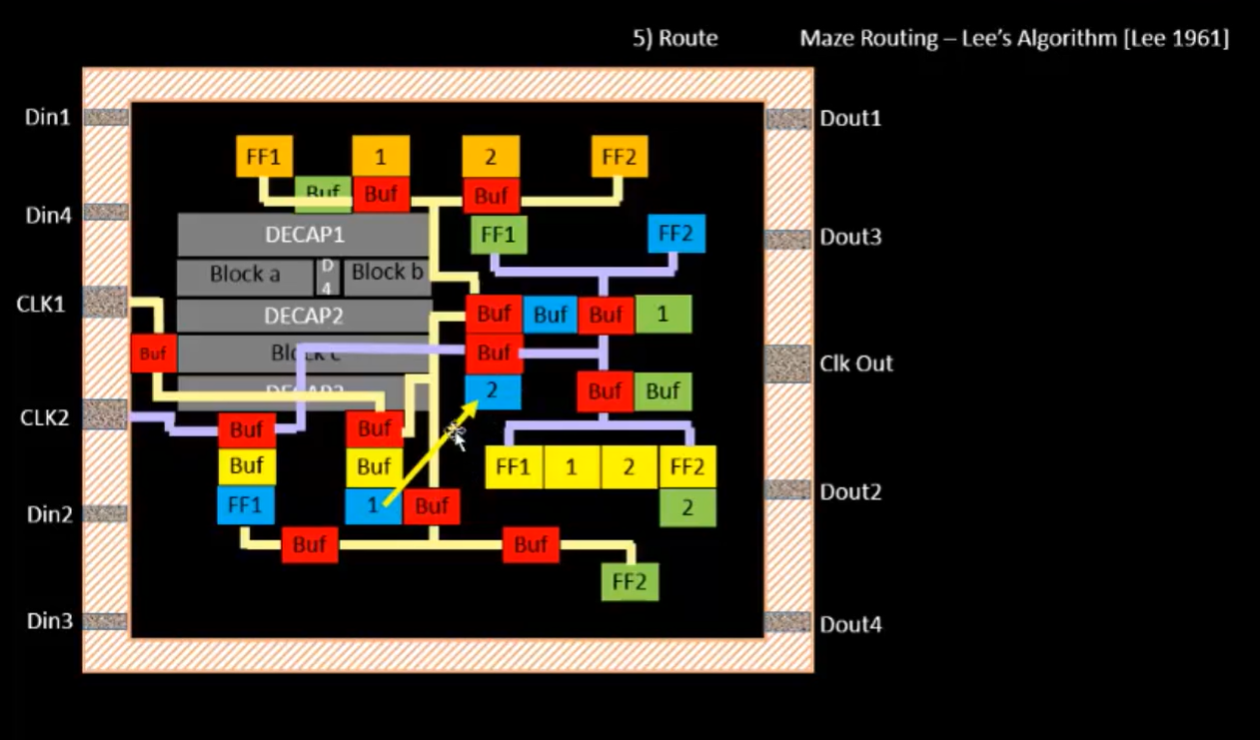 5) Route Maze Routing – Lee's Algorithm [Lee 1961]
Din1 Dout1
FF1 1 2 FF2
Buf Buf Buf
Din4 DECAP1 FF1 FF2 Dout3
Block a D4 Block b
CLK1 DECAP2 Buf Buf Buf 1
Buf Block c Buf Clk Out
DECAP3 2 Buf Buf
CLK2 Buf Buf
Buf Buf FF1 1 2 FF2
Din2 FF1 1 Buf 2 Dout2
Buf Buf
FF2
Din3 Dout4